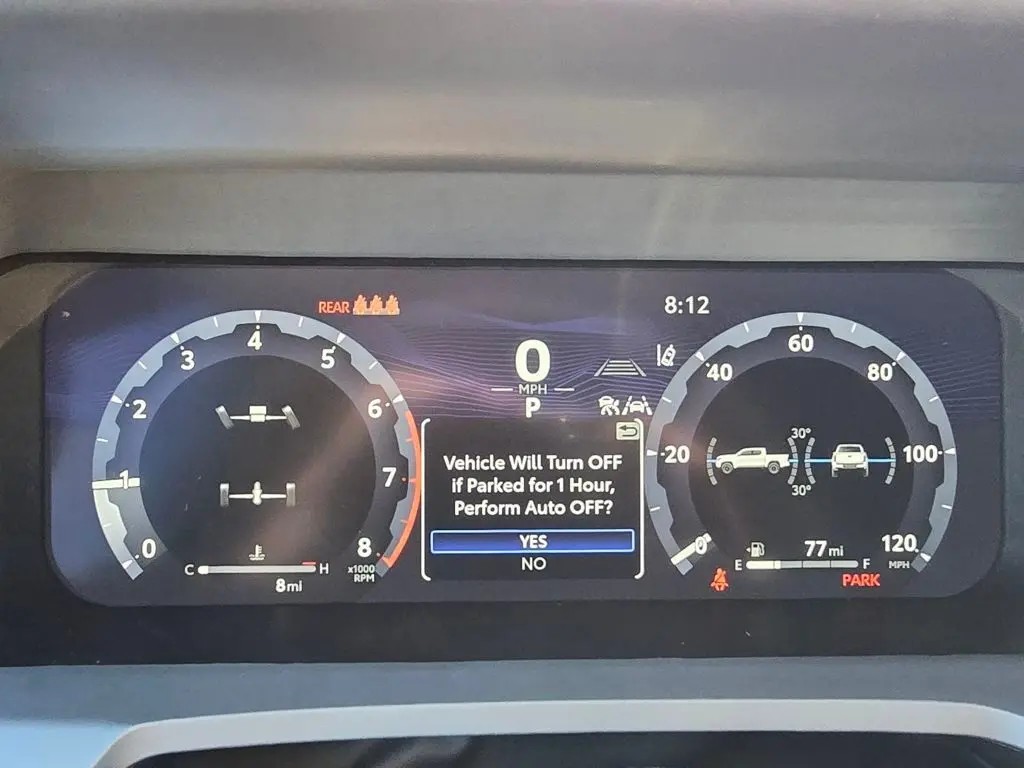 REAR
8:12
0
MPH
P
4
3
5
2
6
1
7
0
8
x1000
RPM
C
H
8mi
Vehicle Will Turn OFF
if Parked for 1 Hour,
Perform Auto OFF?
YES
NO
60
40
80
20
100
0
120
MPH
30°
30°
77mi
E
F
PARK